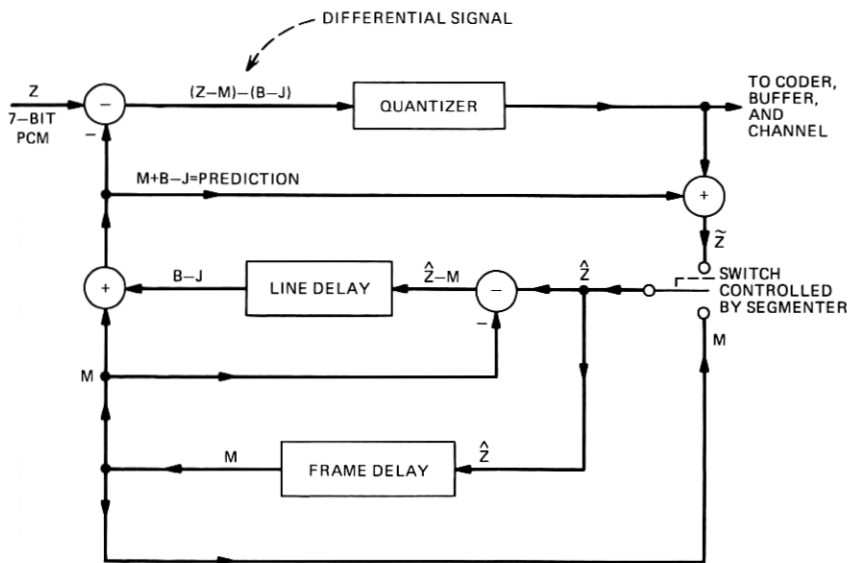 DIFFERENTIAL SIGNAL
Z
7-BIT
PCM
−
−
(Z−M)−(B−J)
QUANTIZER
TO CODER,
BUFFER,
AND
CHANNEL
M+B−J=PREDICTION
+
Z̃
+
B−J
LINE DELAY
Ẑ−M
−
−
Ẑ
SWITCH
CONTROLLED
BY SEGMENTER
M
M
M
FRAME DELAY
Ẑ